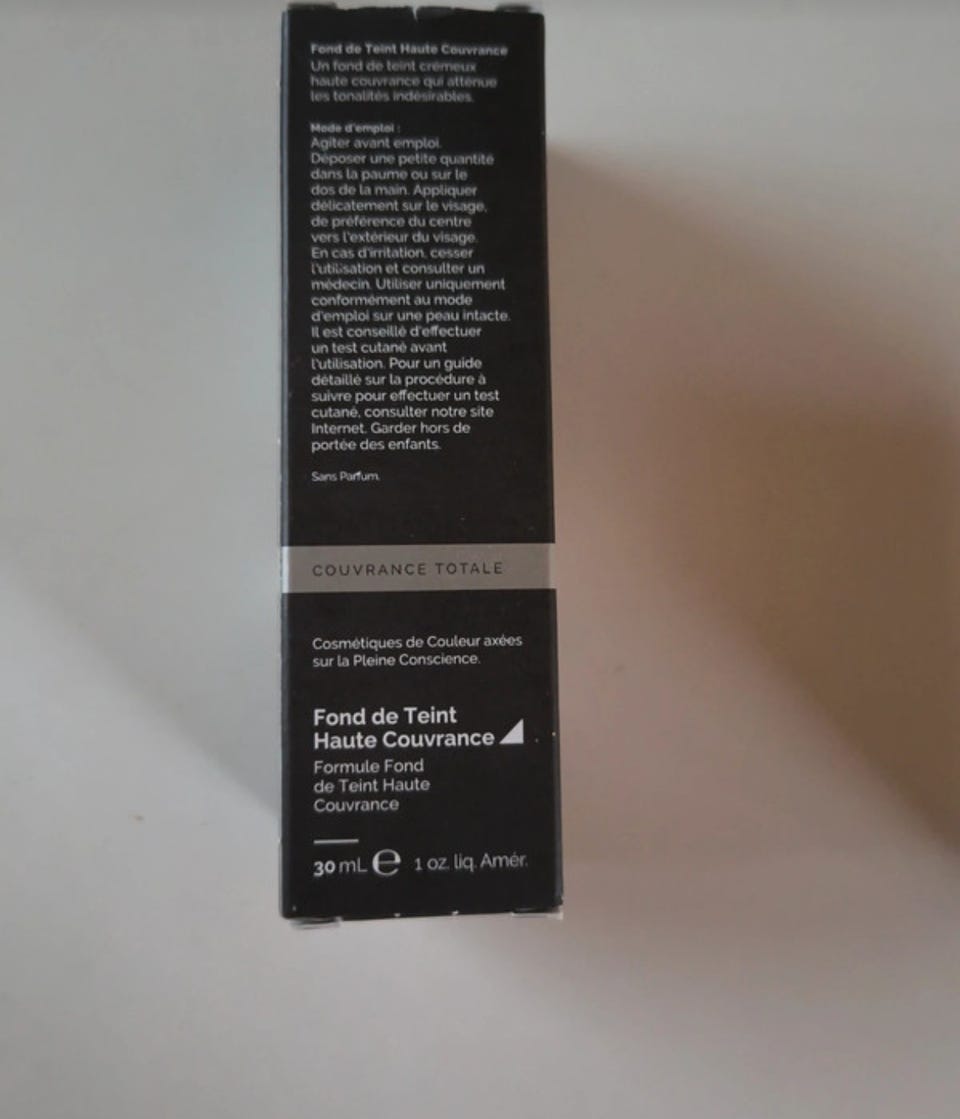 Fond de Teint Haute Couvrance
Un fond de teint crémeux
haute couvrance qui atténue
les tonalités indésirables.
Mode d'emploi :
Agiter avant emploi.
Déposer une petite quantité
dans la paume ou sur le
dos de la main. Appliquer
délicatement sur le visage,
de préférence du centre
vers l'extérieur du visage.
En cas d'irritation, cesser
l'utilisation et consulter un
médecin. Utiliser uniquement
conformément au mode
d'emploi sur une peau intacte.
Il est conseillé d'effectuer
un test cutané avant
l'utilisation. Pour un guide
détaillé sur la procédure à
suivre pour effectuer un test
cutané, consulter notre site
Internet. Garder hors de
portée des enfants.
Sans Parfum.
COUVRANCE TOTALE
Cosmétiques de Couleur axées
sur la Pleine Conscience.
Fond de Teint
Haute Couvrance
Formule Fond
de Teint Haute
Couvrance
30 mL ℮ 1 oz. liq. Amér.